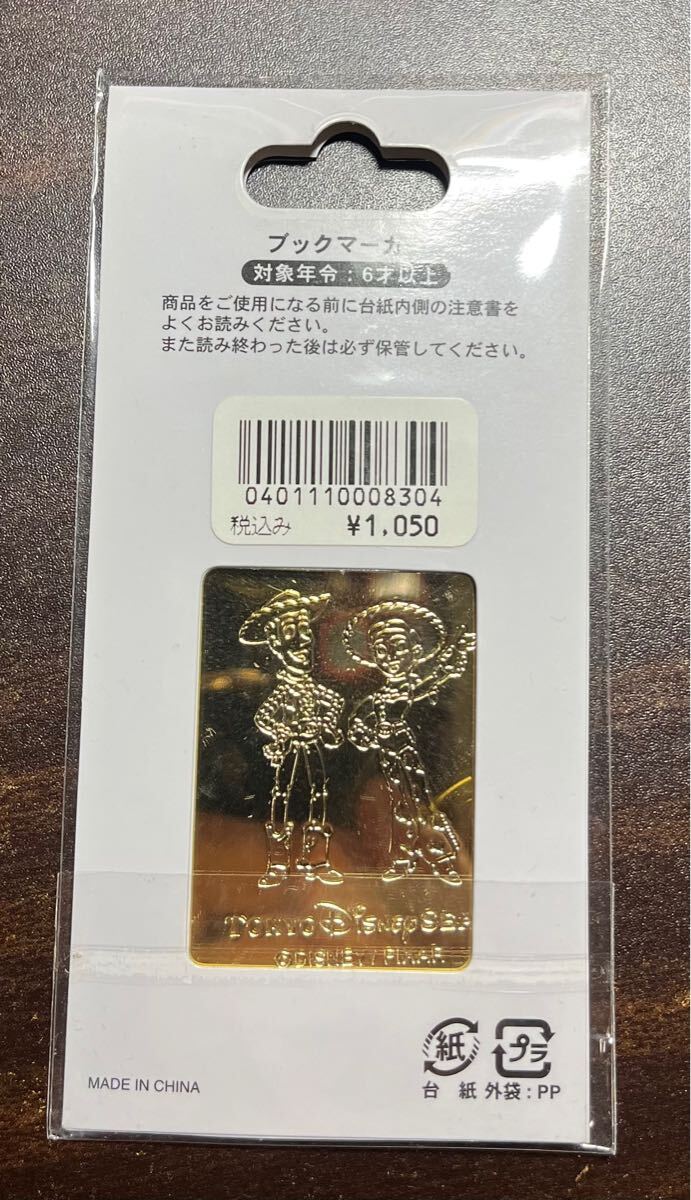 ブックマーカー
対象年令：6才以上
商品をご使用になる前に台紙内側の注意書を
よくお読みください。
また読み終わった後は必ず保管してください。
0401110008304
税込み ¥1,050
TOKYO DISNEYSEA
©DISNEY / PIXAR
紙 プラ
台紙 外袋：PP
MADE IN CHINA